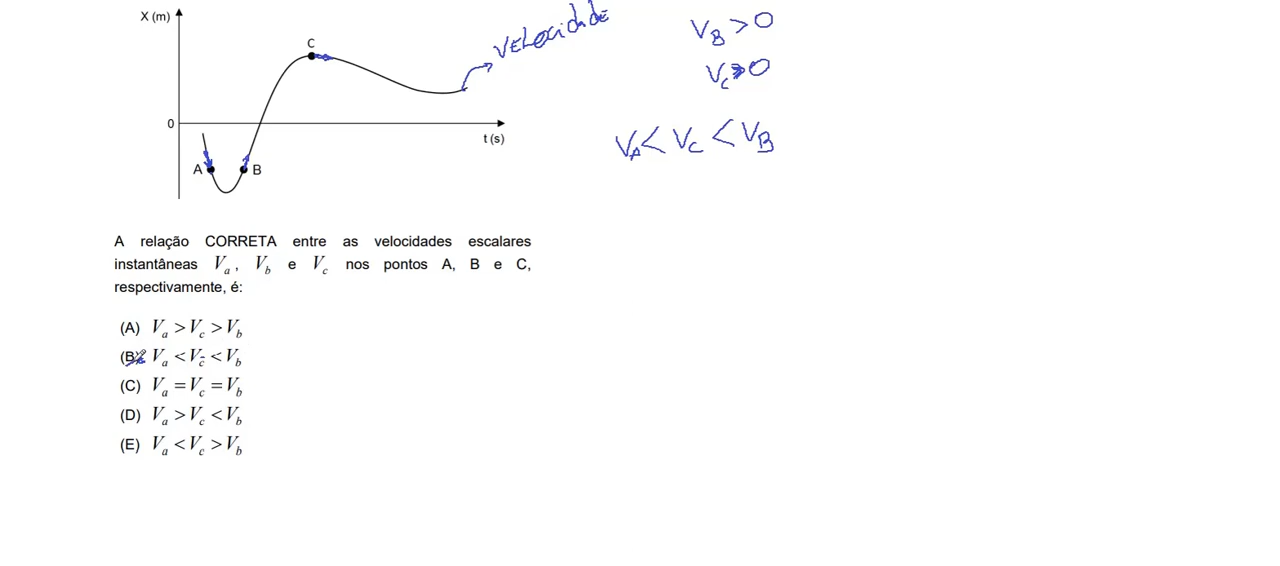 X (m)
C
VELOCIDADE
0
t (s)
A
B
V_B > 0
V_C > 0
V_A < V_C < V_B
A relação CORRETA entre as velocidades escalares
instantâneas V_a, V_b e V_c nos pontos A, B e C,
respectivamente, é:
(A) V_a > V_c > V_b
(B) V_a < V_c < V_b
(C) V_a = V_c = V_b
(D) V_a > V_c < V_b
(E) V_a < V_c > V_b